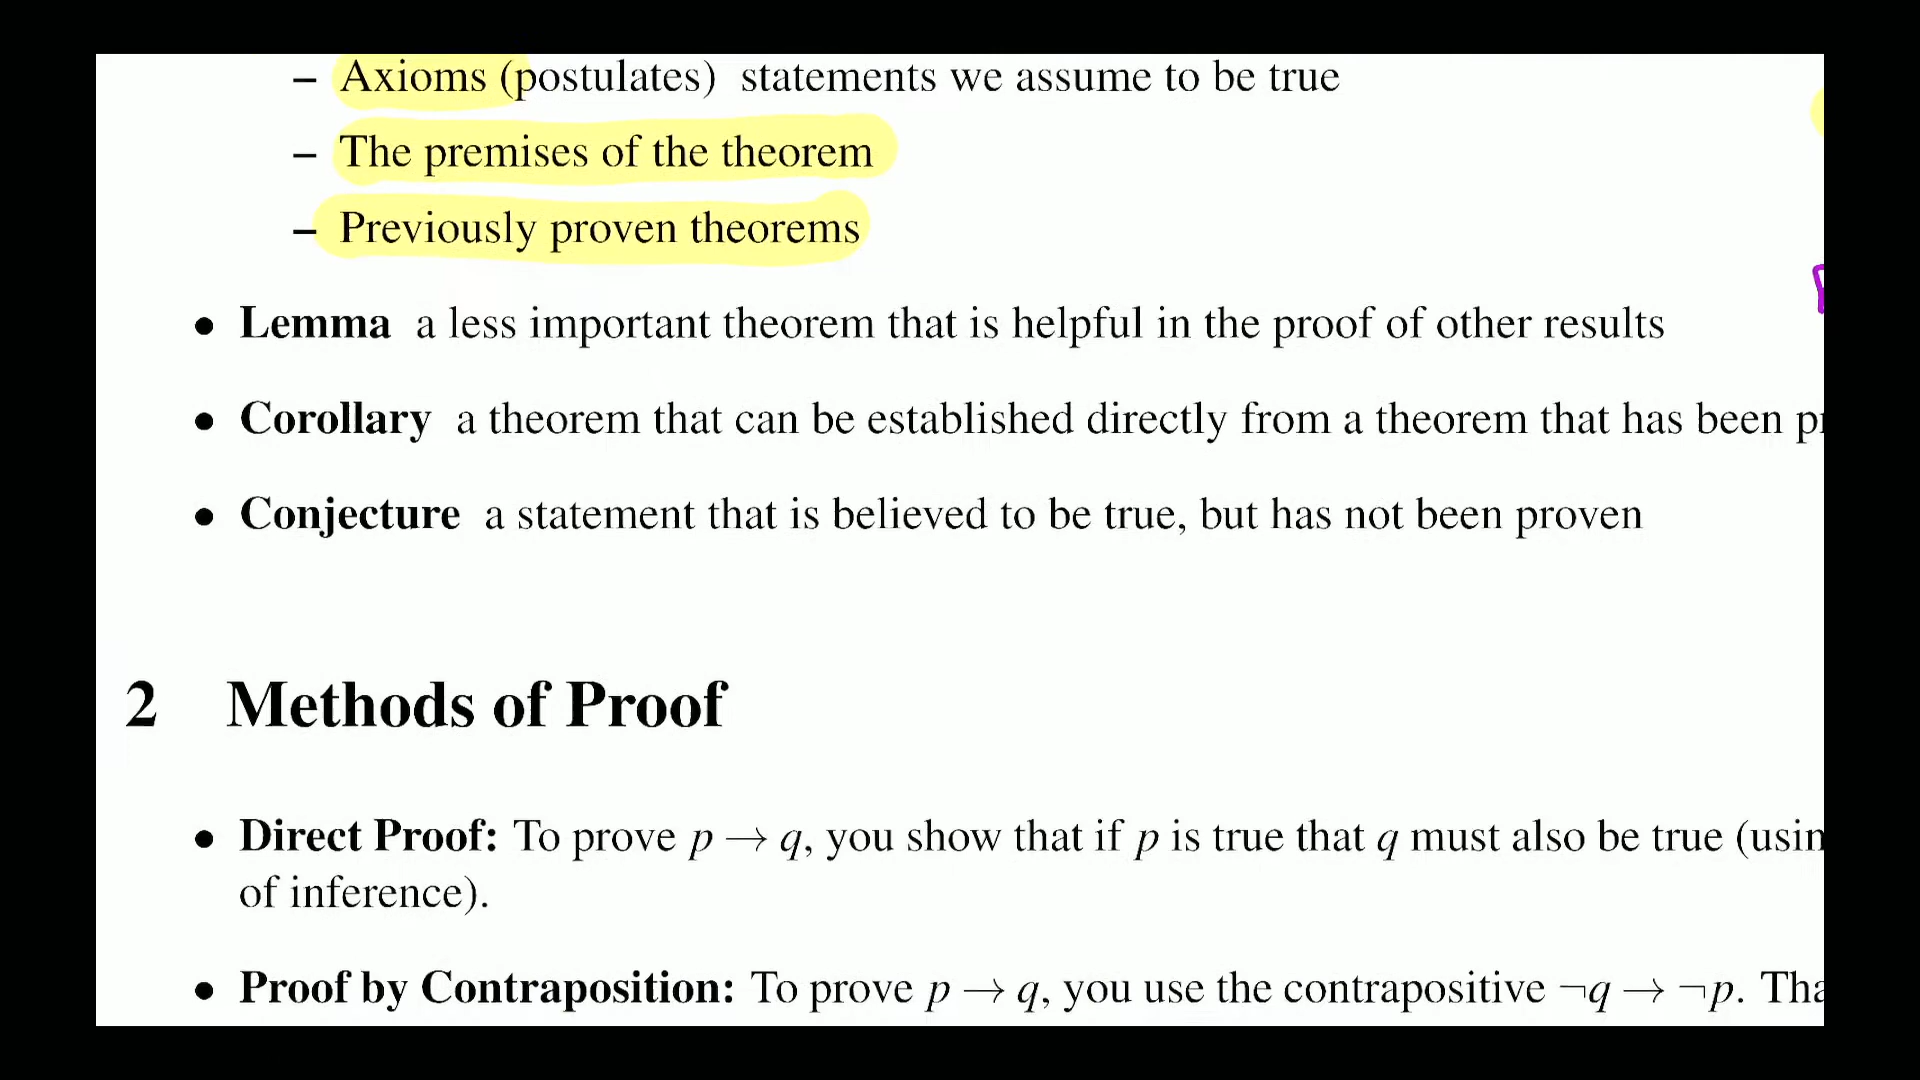 – Axioms (postulates) statements we assume to be true
– The premises of the theorem
– Previously proven theorems
• Lemma a less important theorem that is helpful in the proof of other results
• Corollary a theorem that can be established directly from a theorem that has been
• Conjecture a statement that is believed to be true, but has not been proven
2 Methods of Proof
• Direct Proof: To prove p → q, you show that if p is true that q must also be true
of inference).
• Proof by Contraposition: To prove p → q, you use the contrapositive ¬q → ¬p.